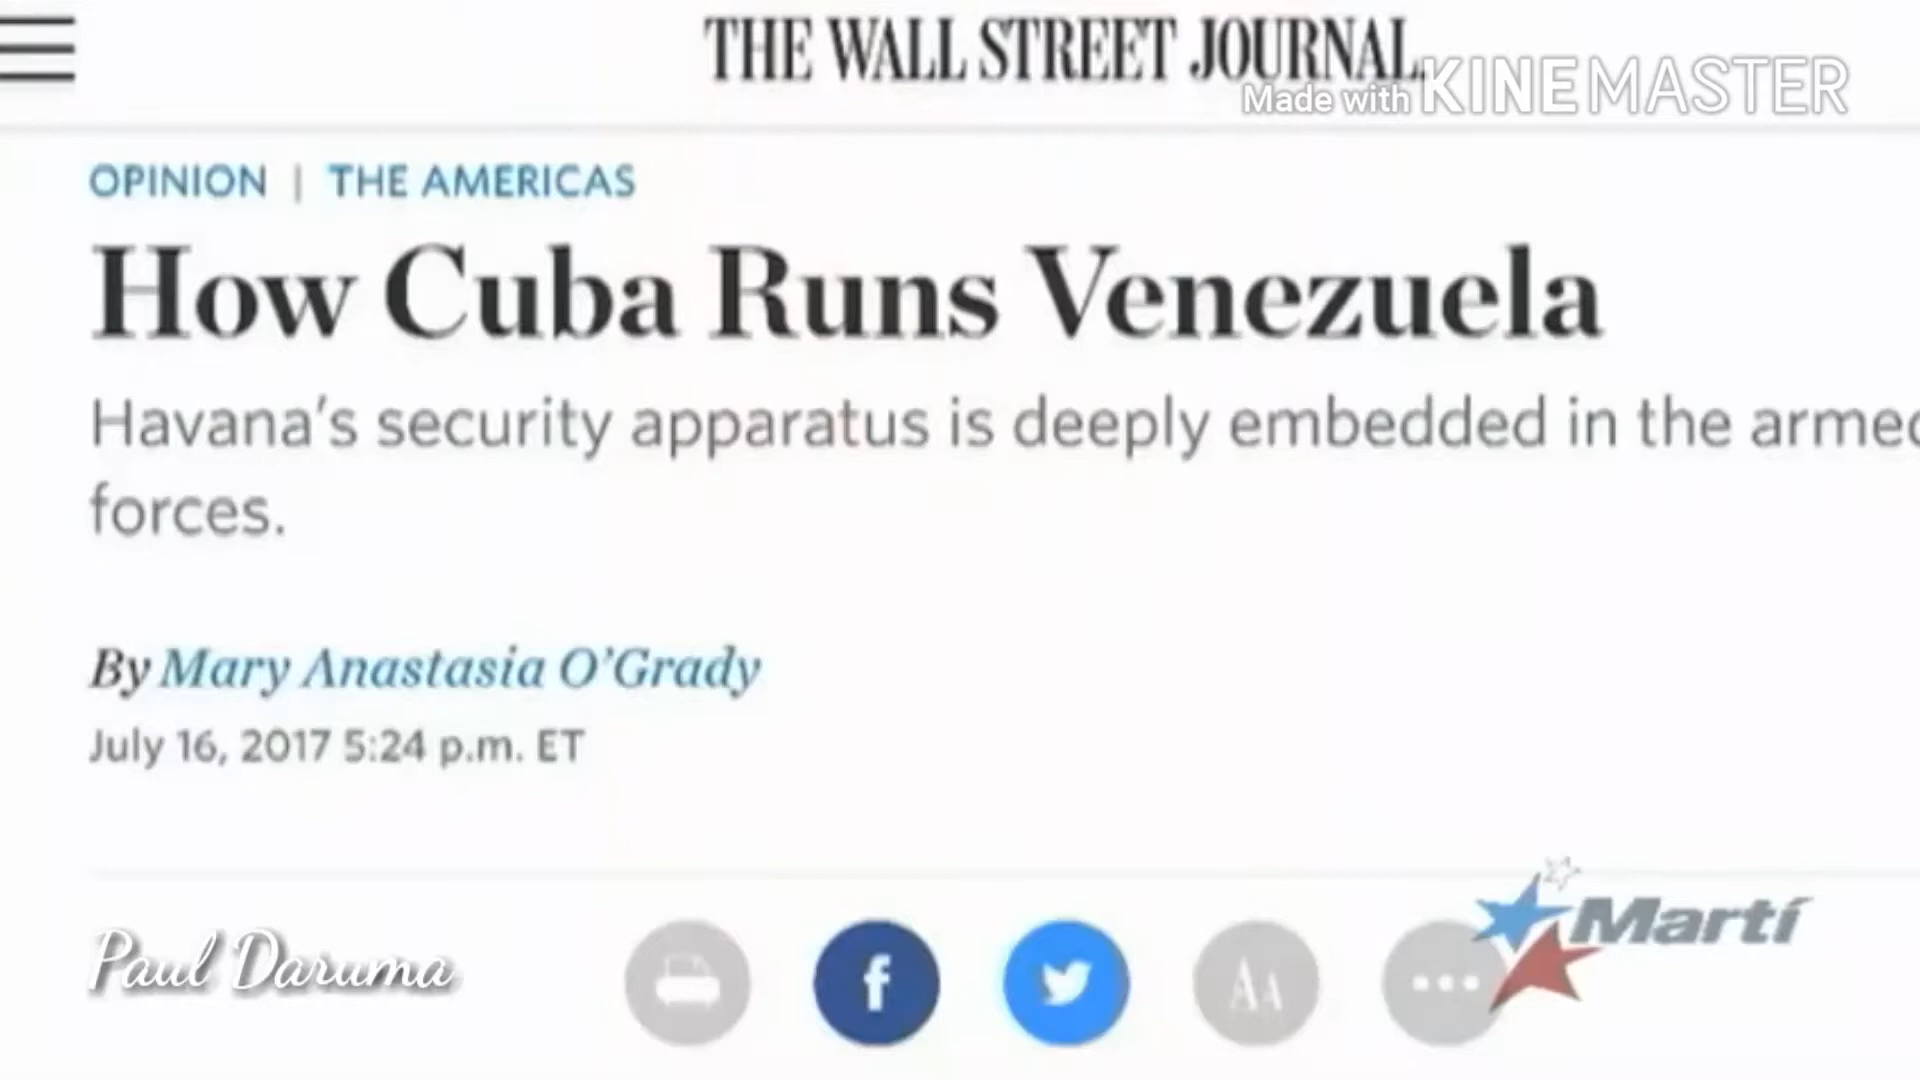 THE WALL STREET JOURNAL.
Made with KINEMASTER
OPINION | THE AMERICAS
How Cuba Runs Venezuela
Havana's security apparatus is deeply embedded in the armed
forces.
By Mary Anastasia O'Grady
July 16, 2017 5:24 p.m. ET
Paul Daruma
f
AA
Martí